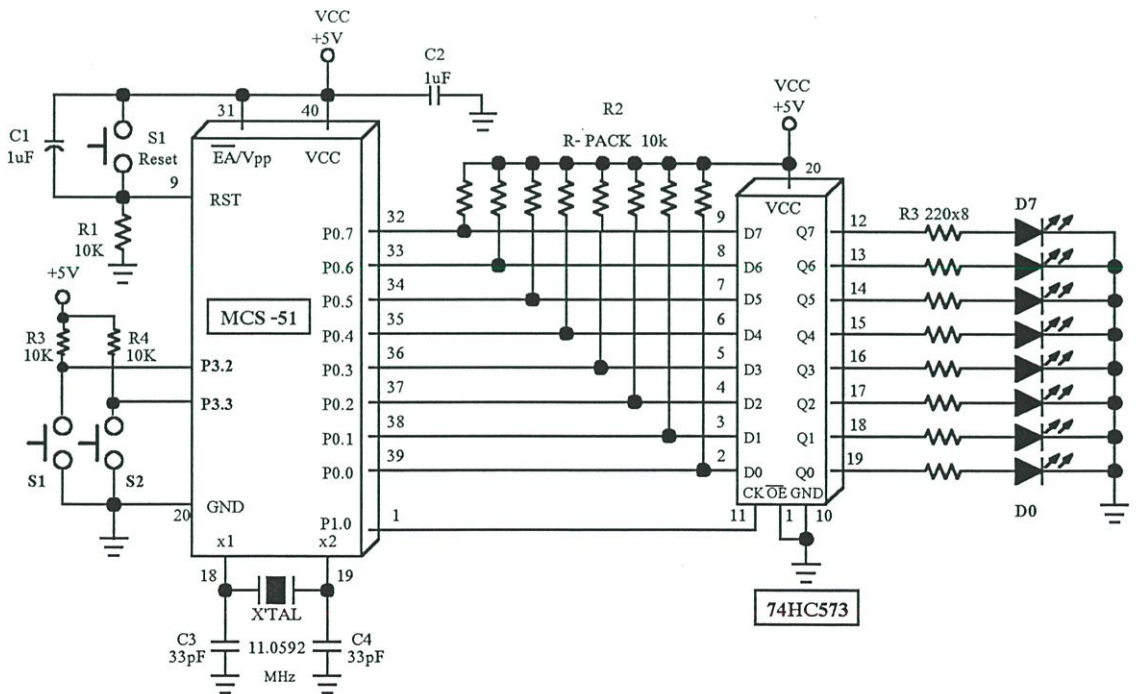 VCC
+5V
C2
1uF
VCC
+5V
R2
R- PACK 10k
C1
1uF
S1
Reset
31
40
20
EA/Vpp
VCC
VCC
9
RST
R1
10K
+5V
R3
10K
R4
10K
MCS -51
P3.2
P3.3
S1
S2
20
GND
x1
x2
18
19
X'TAL
C3
33pF
11.0592
MHz
C4
33pF
P0.7 32
P0.6 33
P0.5 34
P0.4 35
P0.3 36
P0.2 37
P0.1 38
P0.0 39
P1.0 1
9 D7 Q7 12
8 D6 Q6 13
7 D5 Q5 14
6 D4 Q4 15
5 D3 Q3 16
4 D2 Q2 17
3 D1 Q1 18
2 D0 Q0 19
CK OE GND
11 1 10
R3 220x8
D7
D0
74HC573